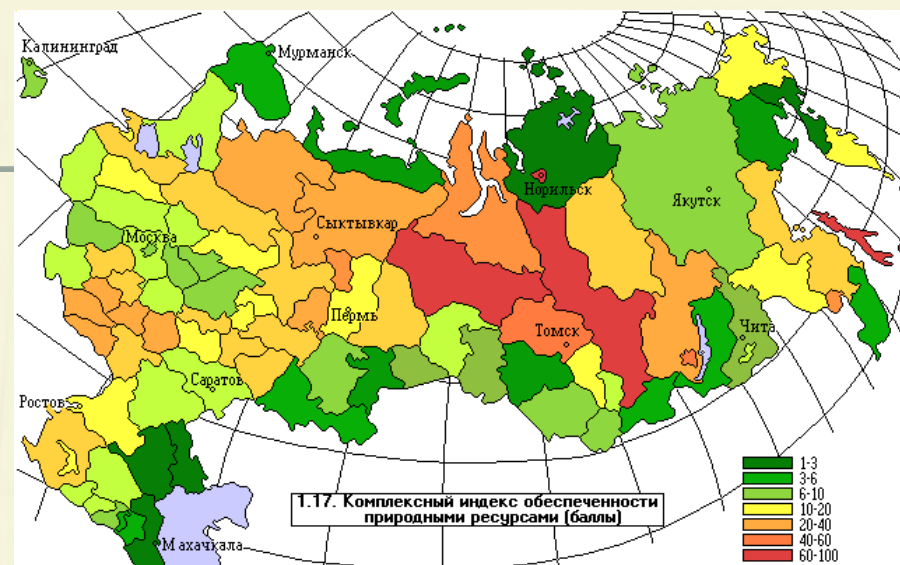 Калининград
Мурманск
Норильск
Якутск
Сыктывкар
Москва
Пермь
Томск
Чита
Саратов
Ростов
Махачкала
1.17. Комплексный индекс обеспеченности
природными ресурсами (баллы)
1-3
3-6
6-10
10-20
20-40
40-60
60-100